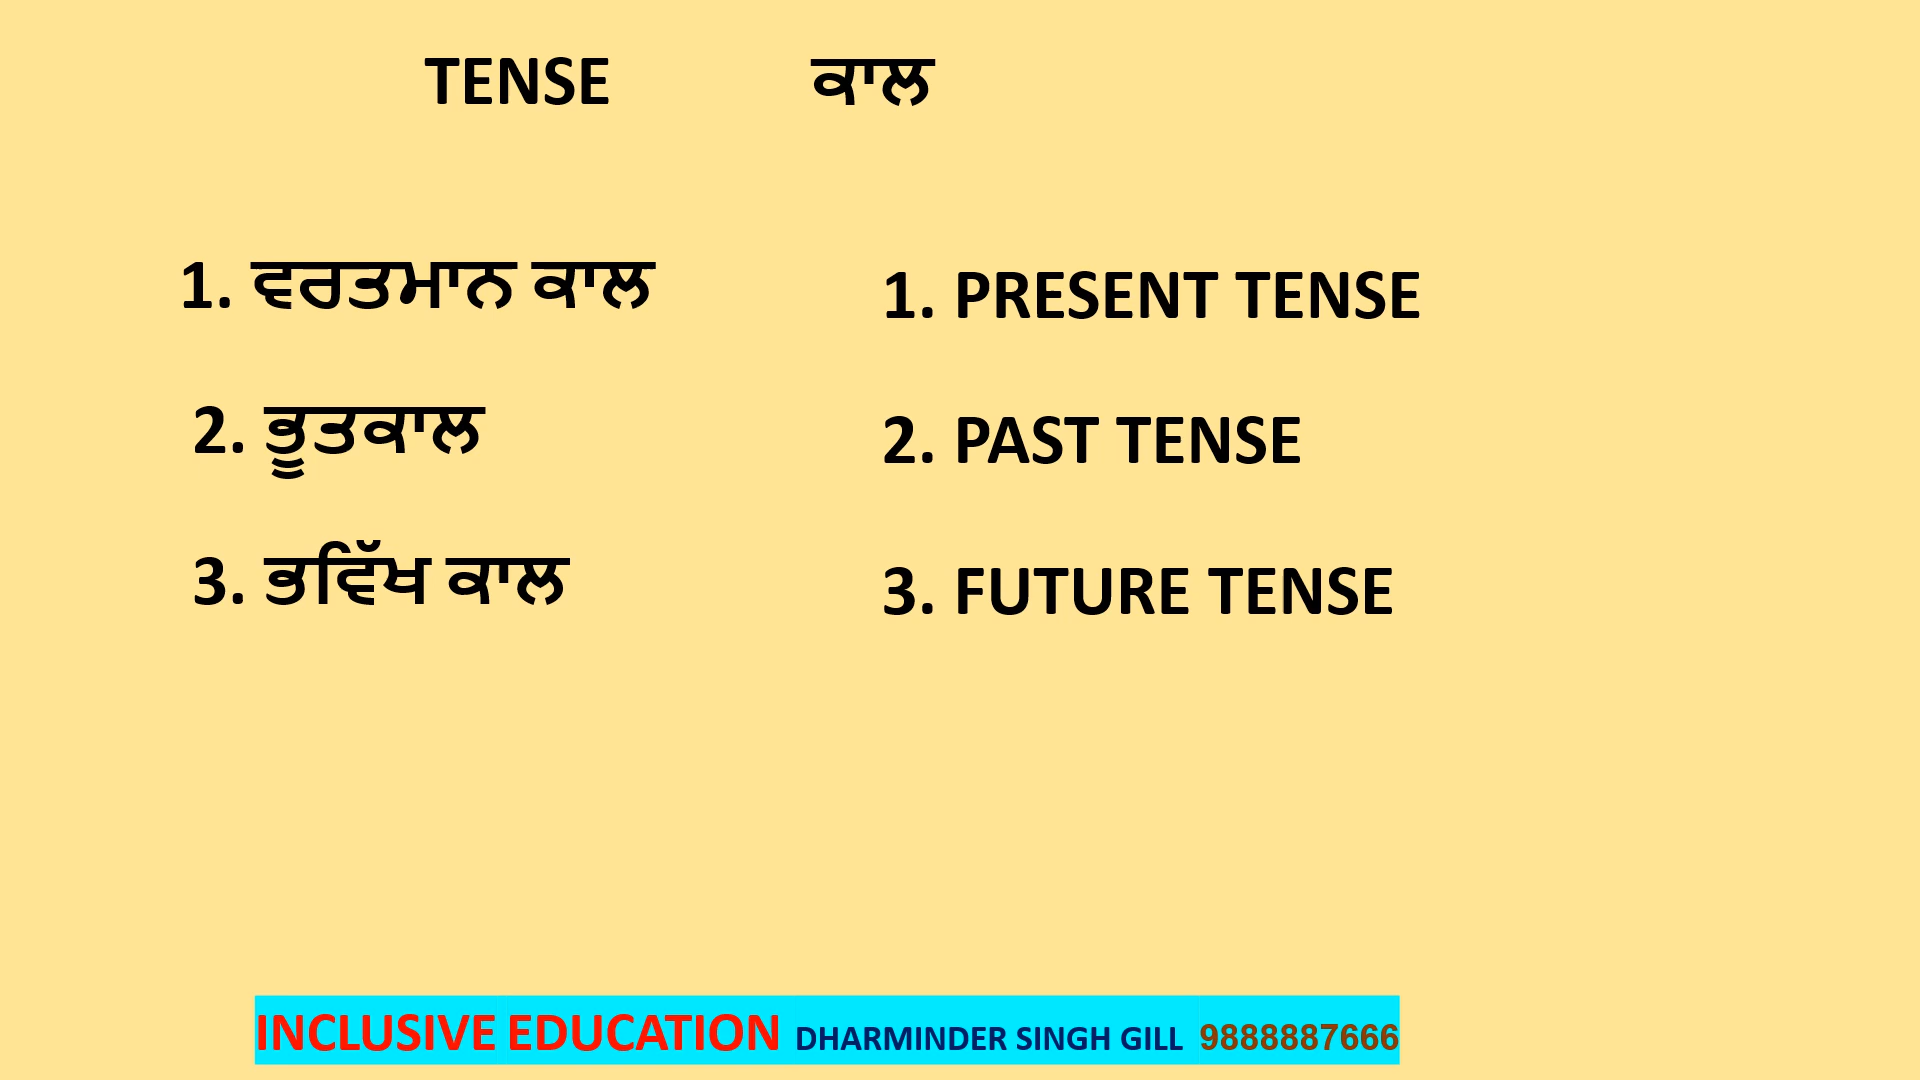 TENSE ਕਾਲ
1. ਵਰਤਮਾਨ ਕਾਲ
1. PRESENT TENSE
2. ਭੂਤਕਾਲ
2. PAST TENSE
3. ਭਵਿੱਖ ਕਾਲ
3. FUTURE TENSE
INCLUSIVE EDUCATION DHARMINDER SINGH GILL 9888887666